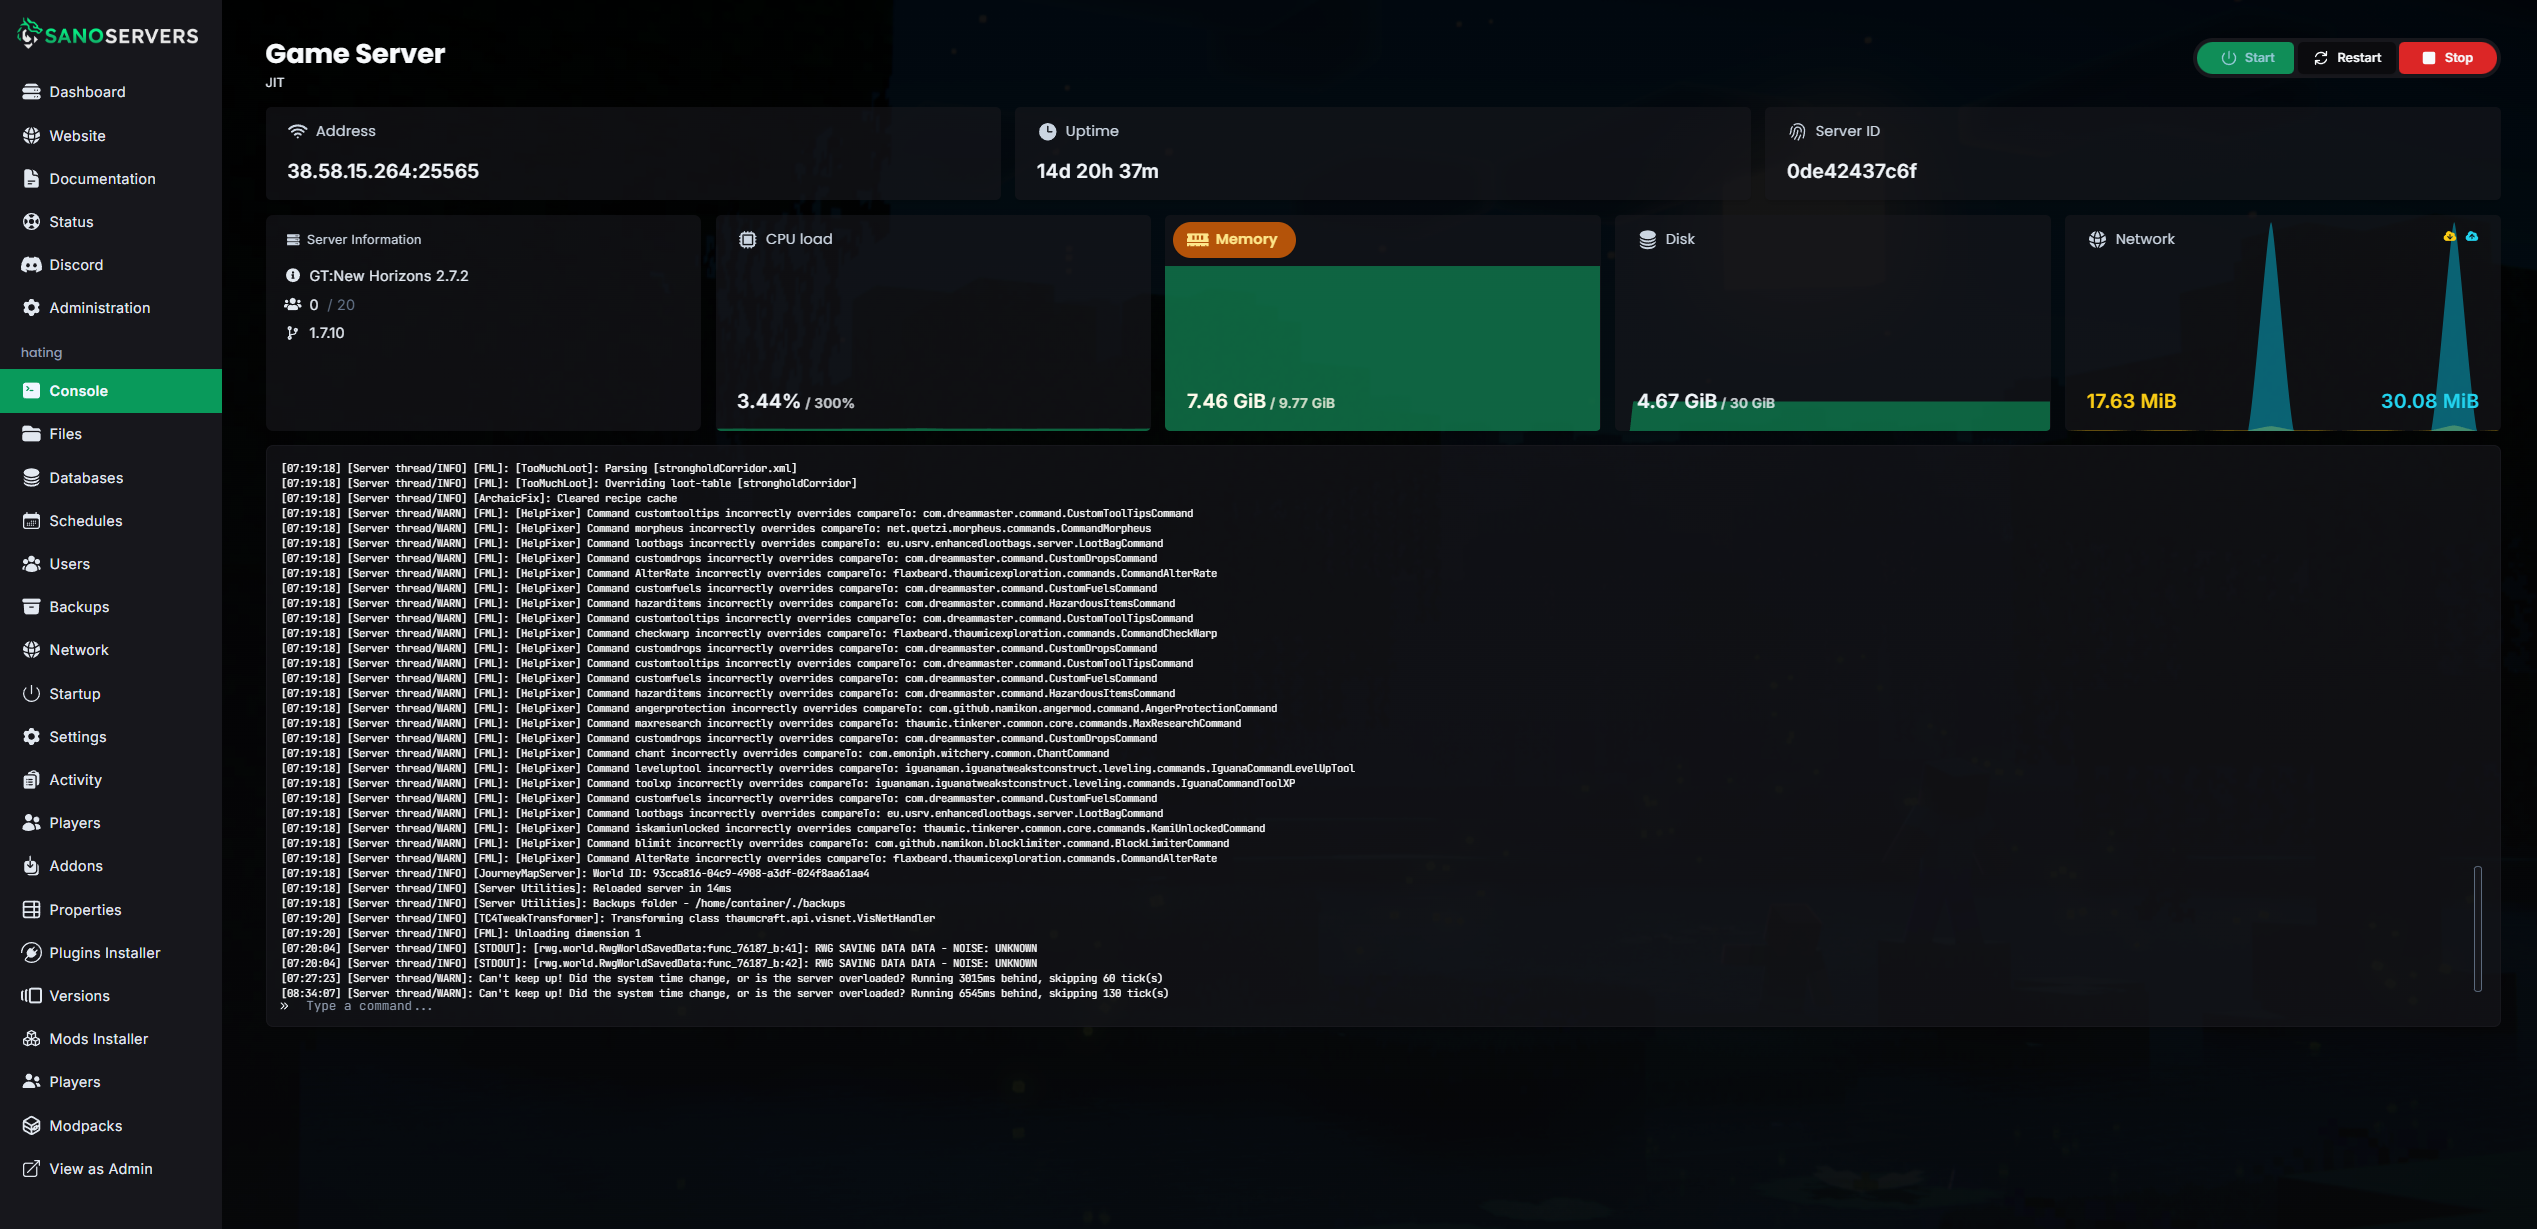 SANOSERVERS
Dashboard
Website
Documentation
Status
Discord
Administration
hating
Console
Files
Databases
Schedules
Users
Backups
Network
Startup
Settings
Activity
Players
Addons
Properties
Plugins Installer
Versions
Mods Installer
Players
Modpacks
View as Admin
Game Server
JIT
Start
Restart
Stop
Address
38.58.15.264:25565
Uptime
14d 20h 37m
Server ID
0de42437c6f
Server Information
GT:New Horizons 2.7.2
0 / 20
1.7.10
CPU load
3.44% / 300%
Memory
7.46 GiB / 9.77 GiB
Disk
4.67 GiB / 30 GiB
Network
17.63 MiB
30.08 MiB
[07:19:18] [Server thread/INFO] [FML]: [TooMuchLoot]: Parsing [strongholdCorridor.xml]
[07:19:18] [Server thread/INFO] [FML]: [TooMuchLoot]: Overriding loot-table [strongholdCorridor]
[07:19:18] [Server thread/INFO] [ArchaicFix]: Cleared recipe cache
[07:19:18] [Server thread/WARN] [FML]: [HelpFixer] Command customtooltips incorrectly overrides compareTo: com.dreammaster.command.CustomToolTipsCommand
[07:19:18] [Server thread/WARN] [FML]: [HelpFixer] Command morpheus incorrectly overrides compareTo: net.quetzi.morpheus.commands.CommandMorpheus
[07:19:18] [Server thread/WARN] [FML]: [HelpFixer] Command lootbags incorrectly overrides compareTo: eu.usrv.enhancedlootbags.server.LootBagCommand
[07:19:18] [Server thread/WARN] [FML]: [HelpFixer] Command customdrops incorrectly overrides compareTo: com.dreammaster.command.CustomDropsCommand
[07:19:18] [Server thread/WARN] [FML]: [HelpFixer] Command AlterRate incorrectly overrides compareTo: flaxbeard.thaumicexploration.commands.CommandAlterRate
[07:19:18] [Server thread/WARN] [FML]: [HelpFixer] Command customfuels incorrectly overrides compareTo: com.dreammaster.command.CustomFuelsCommand
[07:19:18] [Server thread/WARN] [FML]: [HelpFixer] Command hazarditems incorrectly overrides compareTo: com.dreammaster.command.HazardousItemsCommand
[07:19:18] [Server thread/WARN] [FML]: [HelpFixer] Command customtooltips incorrectly overrides compareTo: com.dreammaster.command.CustomToolTipsCommand
[07:19:18] [Server thread/WARN] [FML]: [HelpFixer] Command checkwarp incorrectly overrides compareTo: flaxbeard.thaumicexploration.commands.CommandCheckWarp
[07:19:18] [Server thread/WARN] [FML]: [HelpFixer] Command customdrops incorrectly overrides compareTo: com.dreammaster.command.CustomDropsCommand
[07:19:18] [Server thread/WARN] [FML]: [HelpFixer] Command customtooltips incorrectly overrides compareTo: com.dreammaster.command.CustomToolTipsCommand
[07:19:18] [Server thread/WARN] [FML]: [HelpFixer] Command customfuels incorrectly overrides compareTo: com.dreammaster.command.CustomFuelsCommand
[07:19:18] [Server thread/WARN] [FML]: [HelpFixer] Command hazarditems incorrectly overrides compareTo: com.dreammaster.command.HazardousItemsCommand
[07:19:18] [Server thread/WARN] [FML]: [HelpFixer] Command angerprotection incorrectly overrides compareTo: com.github.namikon.angermod.command.AngerProtectionCommand
[07:19:18] [Server thread/WARN] [FML]: [HelpFixer] Command maxresearch incorrectly overrides compareTo: thaumic.tinkerer.common.core.commands.MaxResearchCommand
[07:19:18] [Server thread/WARN] [FML]: [HelpFixer] Command customdrops incorrectly overrides compareTo: com.dreammaster.command.CustomDropsCommand
[07:19:18] [Server thread/WARN] [FML]: [HelpFixer] Command chant incorrectly overrides compareTo: com.emoniph.witchery.common.ChantCommand
[07:19:18] [Server thread/WARN] [FML]: [HelpFixer] Command leveluptool incorrectly overrides compareTo: iguanaman.iguanatweakstconstruct.leveling.commands.IguanaCommandLevelUpTool
[07:19:18] [Server thread/WARN] [FML]: [HelpFixer] Command toolxp incorrectly overrides compareTo: iguanaman.iguanatweakstconstruct.leveling.commands.IguanaCommandToolXP
[07:19:18] [Server thread/WARN] [FML]: [HelpFixer] Command customfuels incorrectly overrides compareTo: com.dreammaster.command.CustomFuelsCommand
[07:19:18] [Server thread/WARN] [FML]: [HelpFixer] Command lootbags incorrectly overrides compareTo: eu.usrv.enhancedlootbags.server.LootBagCommand
[07:19:18] [Server thread/WARN] [FML]: [HelpFixer] Command iskamiunlocked incorrectly overrides compareTo: thaumic.tinkerer.common.core.commands.KamiUnlockedCommand
[07:19:18] [Server thread/WARN] [FML]: [HelpFixer] Command blimit incorrectly overrides compareTo: com.github.namikon.blocklimiter.command.BlockLimiterCommand
[07:19:18] [Server thread/WARN] [FML]: [HelpFixer] Command AlterRate incorrectly overrides compareTo: flaxbeard.thaumicexploration.commands.CommandAlterRate
[07:19:18] [Server thread/INFO] [JourneyMapServer]: World ID: 93cca816-04c9-4908-a3df-024f8aa61aa4
[07:19:18] [Server thread/INFO] [Server Utilities]: Reloaded server in 14ms
[07:19:18] [Server thread/INFO] [Server Utilities]: Backups folder - /home/container/./backups
[07:19:20] [Server thread/INFO] [TC4TweakTransformer]: Transforming class thaumcraft.api.visnet.VisNetHandler
[07:19:20] [Server thread/INFO] [FML]: Unloading dimension 1
[07:20:04] [Server thread/INFO] [STDOUT]: [rwg.world.RwgWorldSavedData:func_76187_b:41]: RWG SAVING DATA DATA - NOISE: UNKNOWN
[07:20:04] [Server thread/INFO] [STDOUT]: [rwg.world.RwgWorldSavedData:func_76187_b:42]: RWG SAVING DATA DATA - NOISE: UNKNOWN
[07:27:23] [Server thread/WARN]: Can't keep up! Did the system time change, or is the server overloaded? Running 3015ms behind, skipping 60 tick(s)
[08:34:07] [Server thread/WARN]: Can't keep up! Did the system time change, or is the server overloaded? Running 6545ms behind, skipping 130 tick(s)
» Type a command...